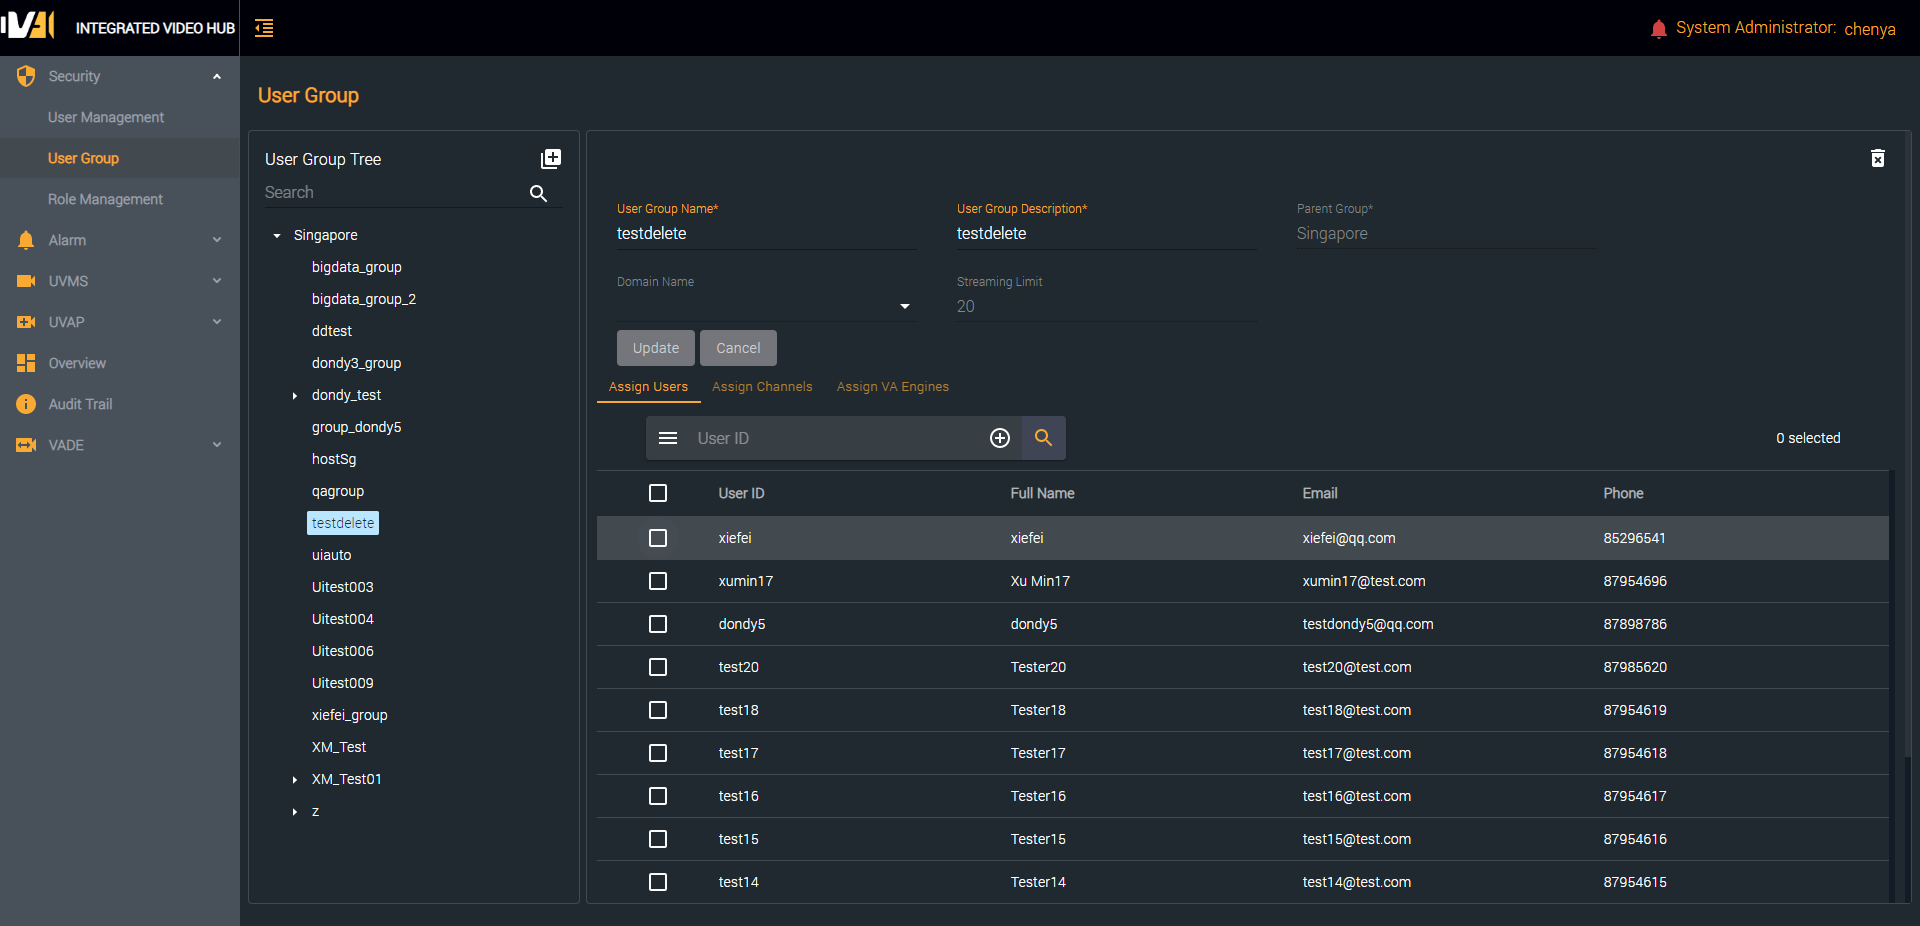 IVH INTEGRATED VIDEO HUB
System Administrator: chenya
Security
User Management
User Group
Role Management
Alarm
UVMS
UVAP
Overview
Audit Trail
VADE
User Group
User Group Tree
Search
Singapore
bigdata_group
bigdata_group_2
ddtest
dondy3_group
dondy_test
group_dondy5
hostSg
qagroup
testdelete
uiauto
Uitest003
Uitest004
Uitest006
Uitest009
xiefei_group
XM_Test
XM_Test01
z
User Group Name* User Group Description* Parent Group*
testdelete testdelete Singapore
Domain Name Streaming Limit
20
Update Cancel
Assign Users Assign Channels Assign VA Engines
User ID 0 selected
User ID Full Name Email Phone
xiefei xiefei xiefei@qq.com 85296541
xumin17 Xu Min17 xumin17@test.com 87954696
dondy5 dondy5 testdondy5@qq.com 87898786
test20 Tester20 test20@test.com 87985620
test18 Tester18 test18@test.com 87954619
test17 Tester17 test17@test.com 87954618
test16 Tester16 test16@test.com 87954617
test15 Tester15 test15@test.com 87954616
test14 Tester14 test14@test.com 87954615